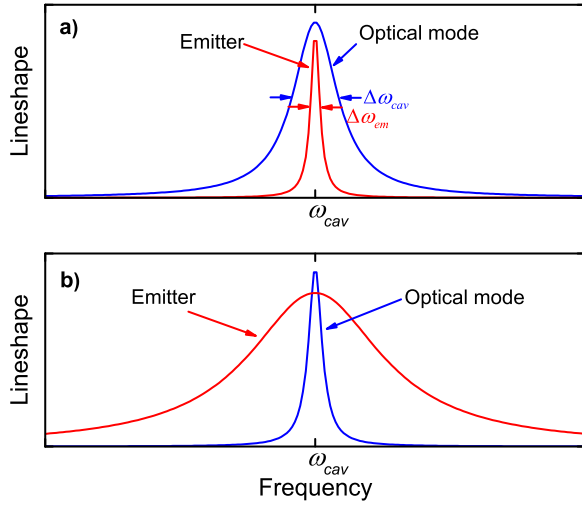 a)
Emitter
Optical mode
Δω_cav
Δω_em
Lineshape
ω_cav
b)
Emitter
Optical mode
Lineshape
ω_cav
Frequency